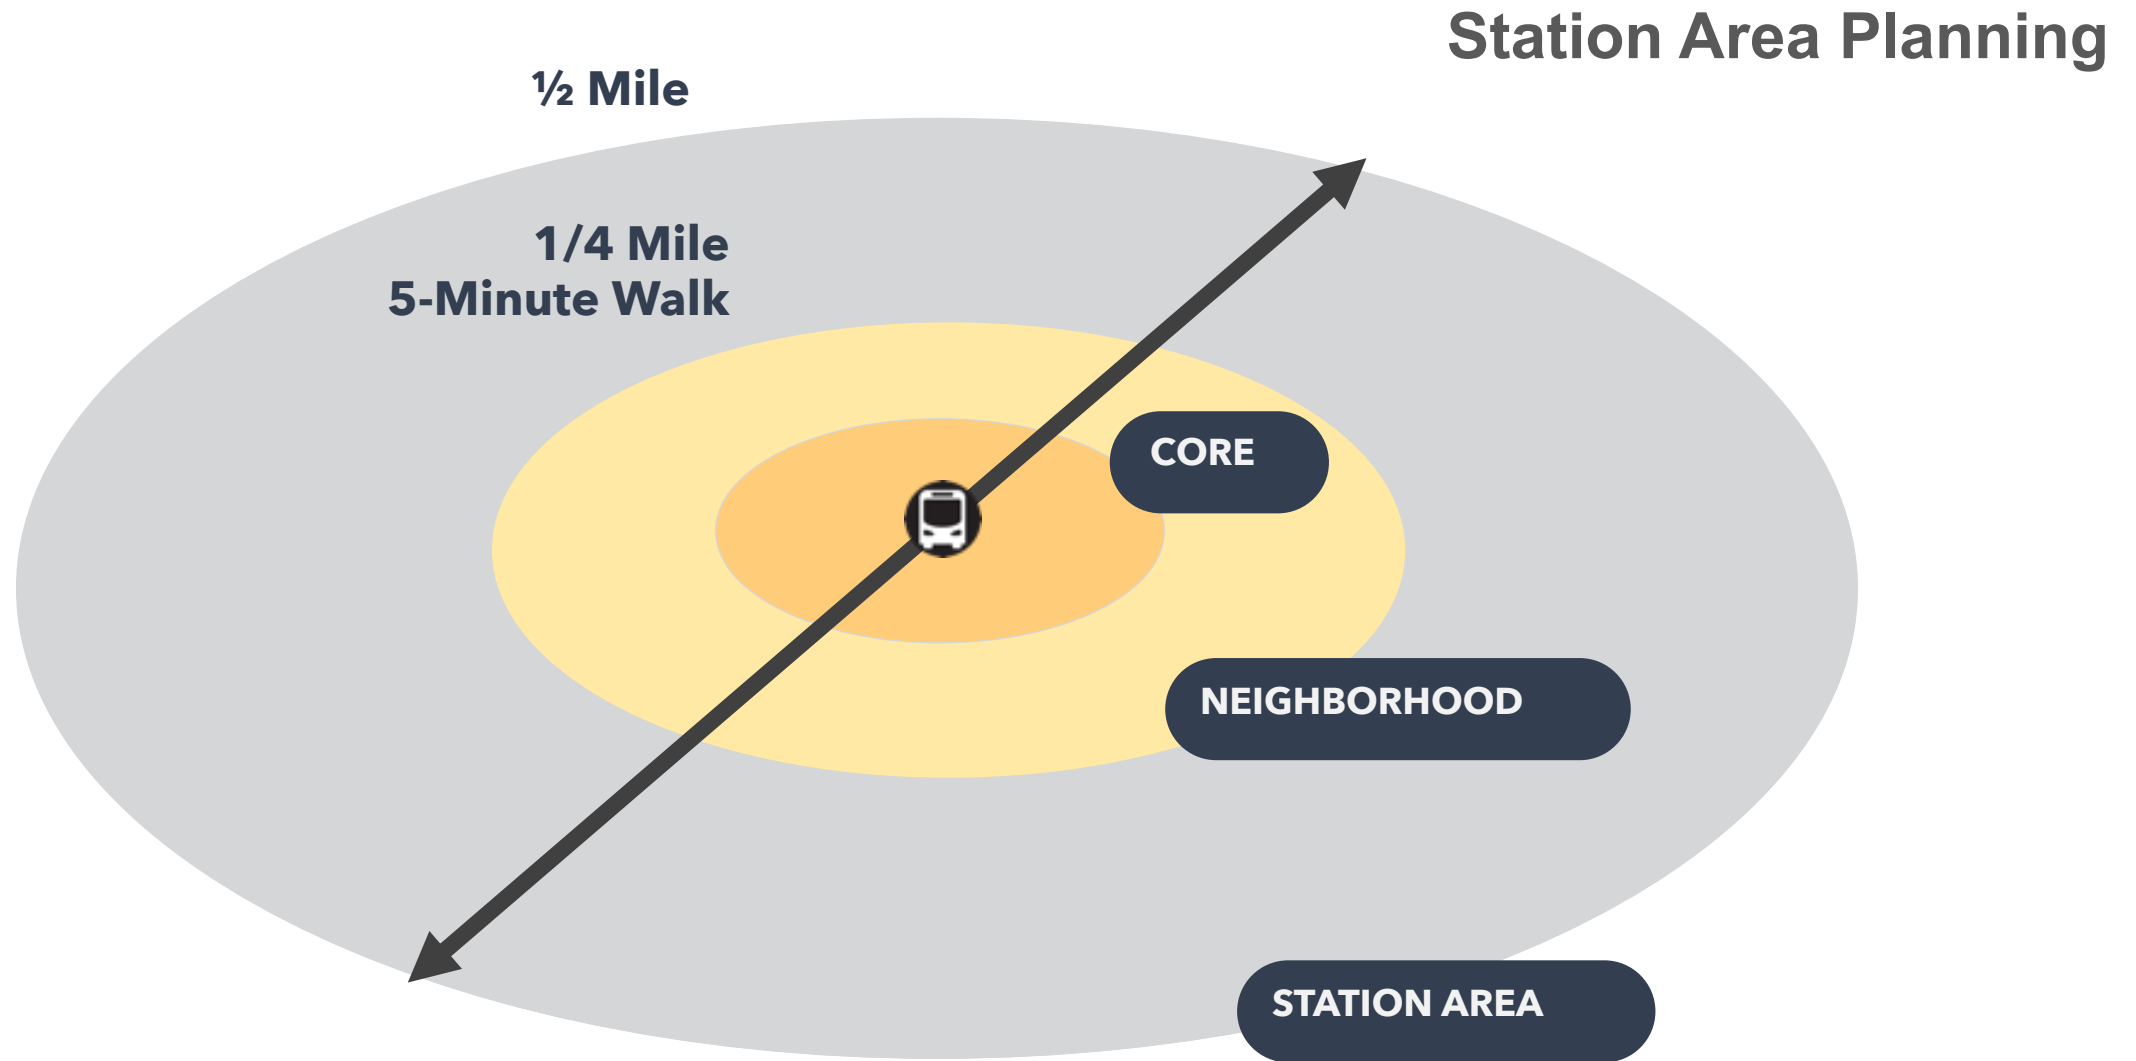 Station Area Planning
½ Mile
1/4 Mile
5-Minute Walk
CORE
NEIGHBORHOOD
STATION AREA